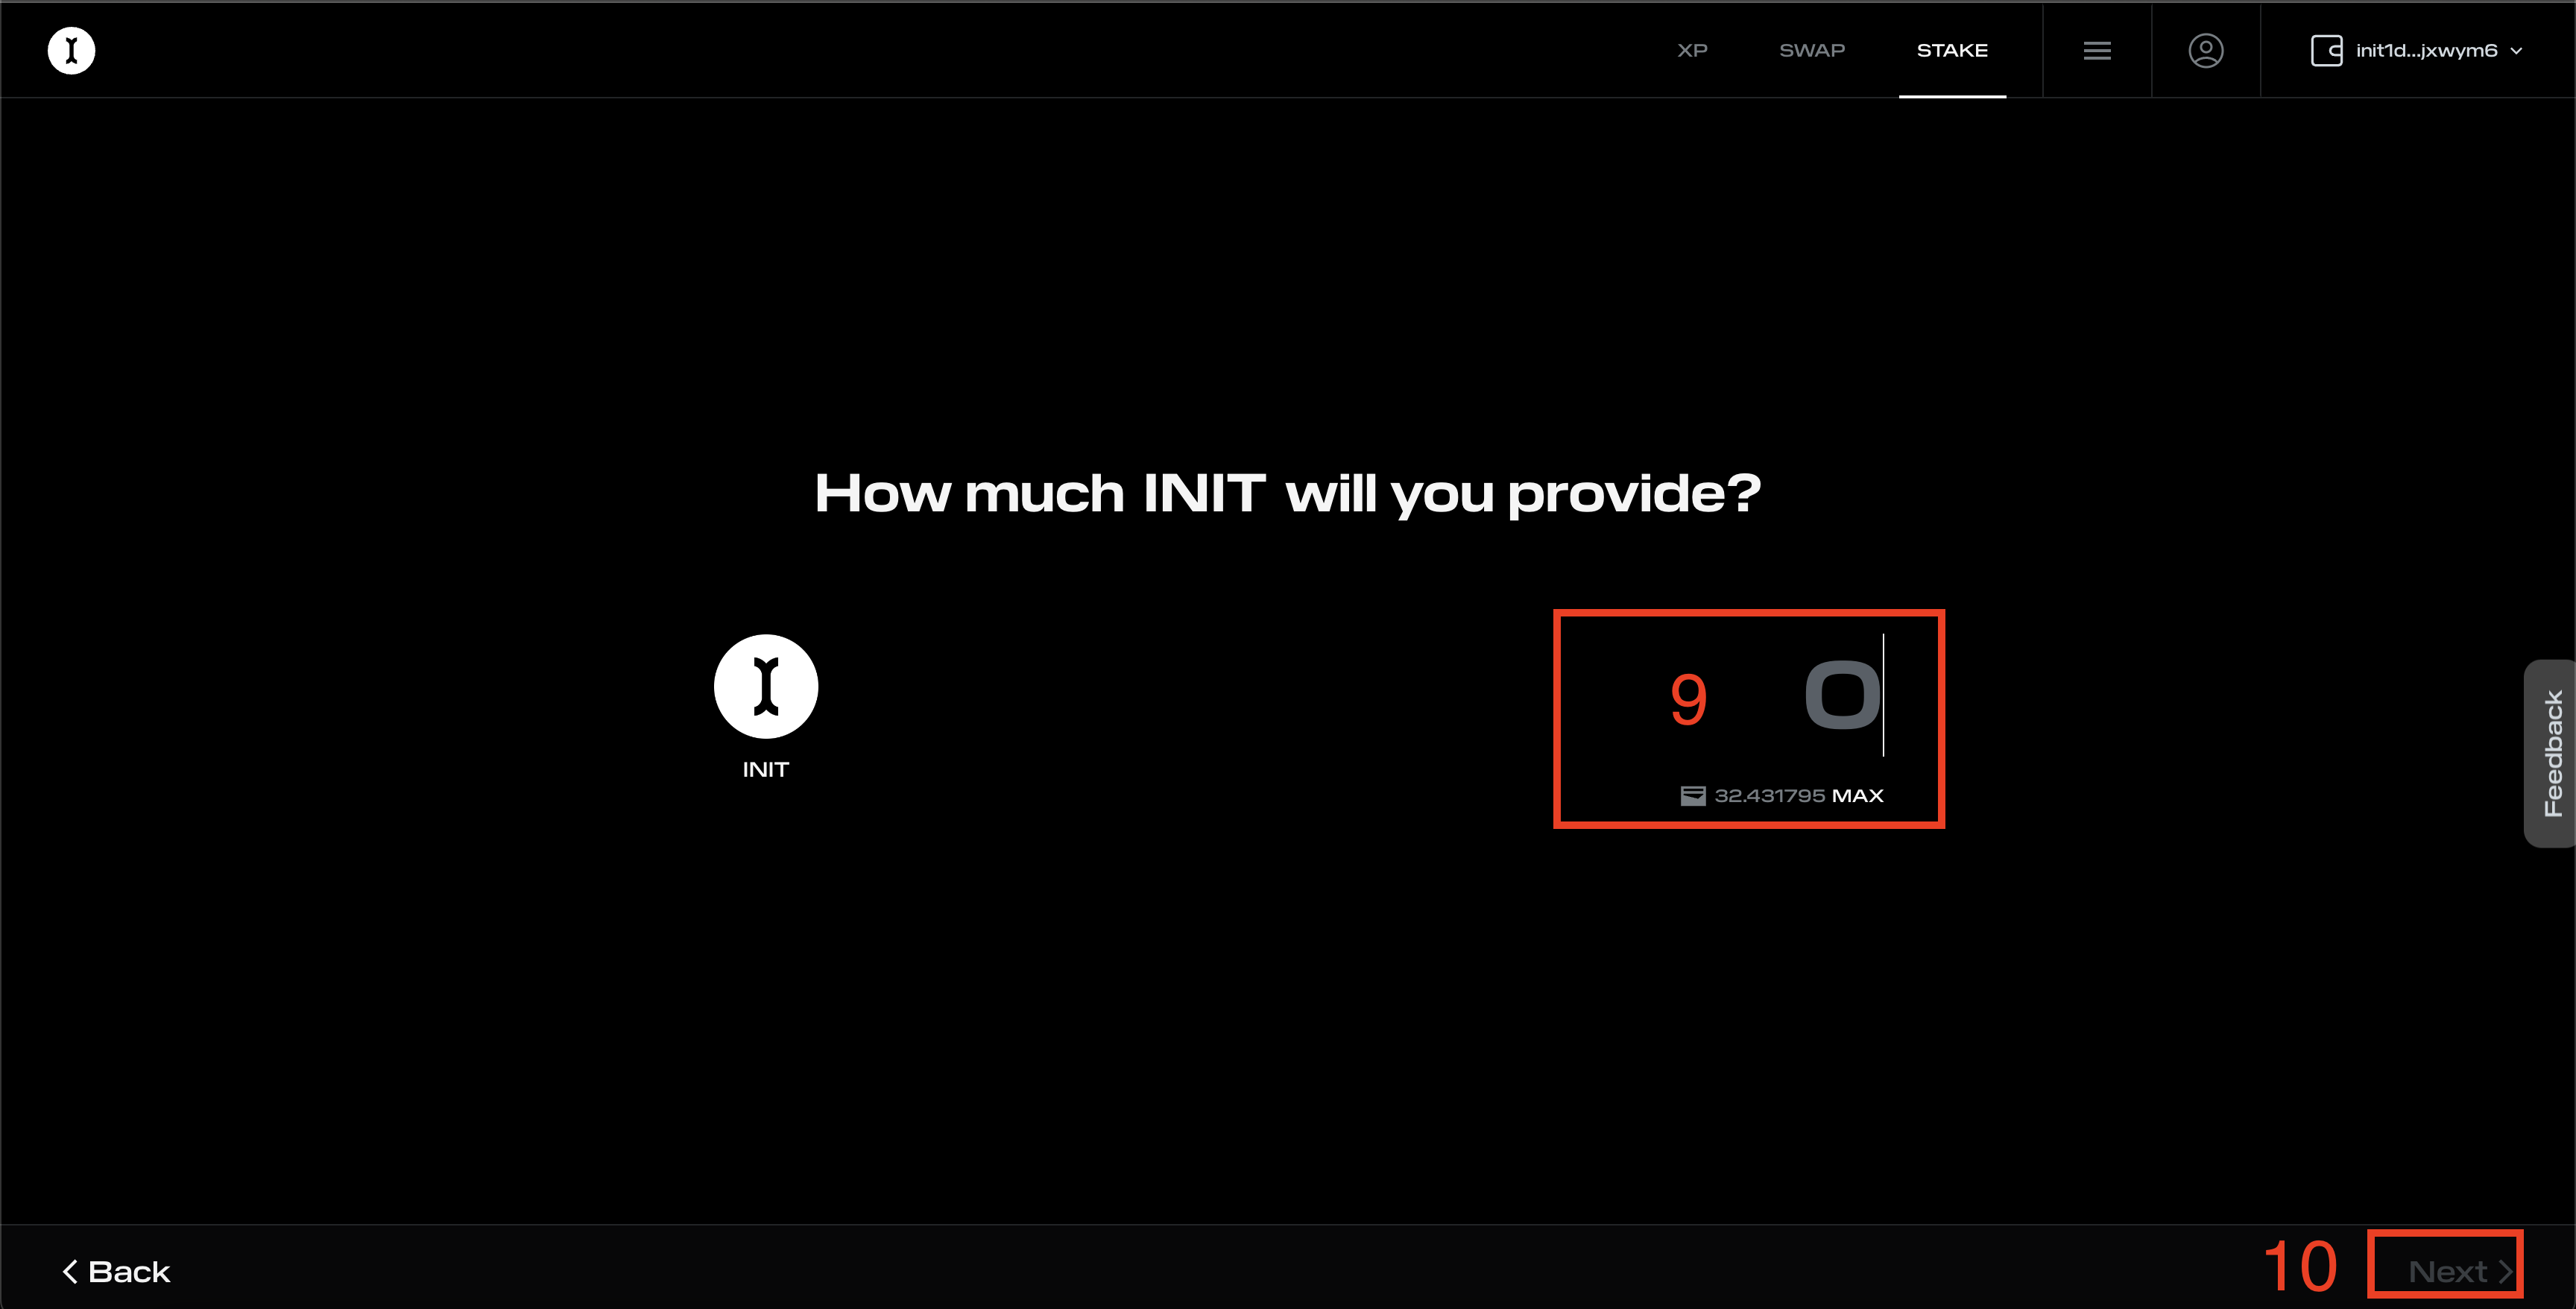 XP SWAP STAKE init1d...jxwym6
How much INIT will you provide?
INIT
9 0
32.431795 MAX
Feedback
Back
10 Next